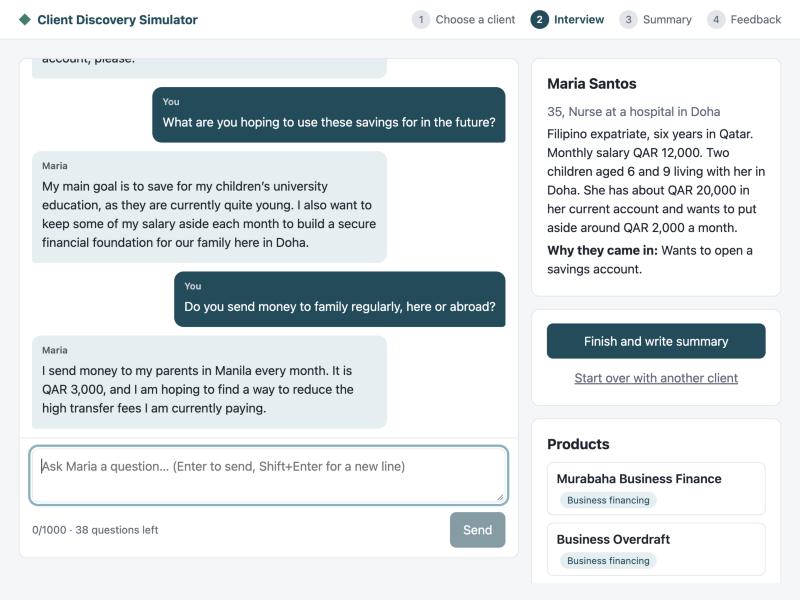 Client Discovery Simulator
1 Choose a client
2 Interview
3 Summary
4 Feedback
account, please.
You
What are you hoping to use these savings for in the future?
Maria
My main goal is to save for my children's university
education, as they are currently quite young. I also want to
keep some of my salary aside each month to build a secure
financial foundation for our family here in Doha.
You
Do you send money to family regularly, here or abroad?
Maria
I send money to my parents in Manila every month. It is
QAR 3,000, and I am hoping to find a way to reduce the
high transfer fees I am currently paying.
Ask Maria a question... (Enter to send, Shift+Enter for a new line)
0/1000 · 38 questions left
Send
Maria Santos
35, Nurse at a hospital in Doha
Filipino expatriate, six years in Qatar.
Monthly salary QAR 12,000. Two
children aged 6 and 9 living with her in
Doha. She has about QAR 20,000 in
her current account and wants to put
aside around QAR 2,000 a month.
Why they came in: Wants to open a
savings account.
Finish and write summary
Start over with another client
Products
Murabaha Business Finance
Business financing
Business Overdraft
Business financing